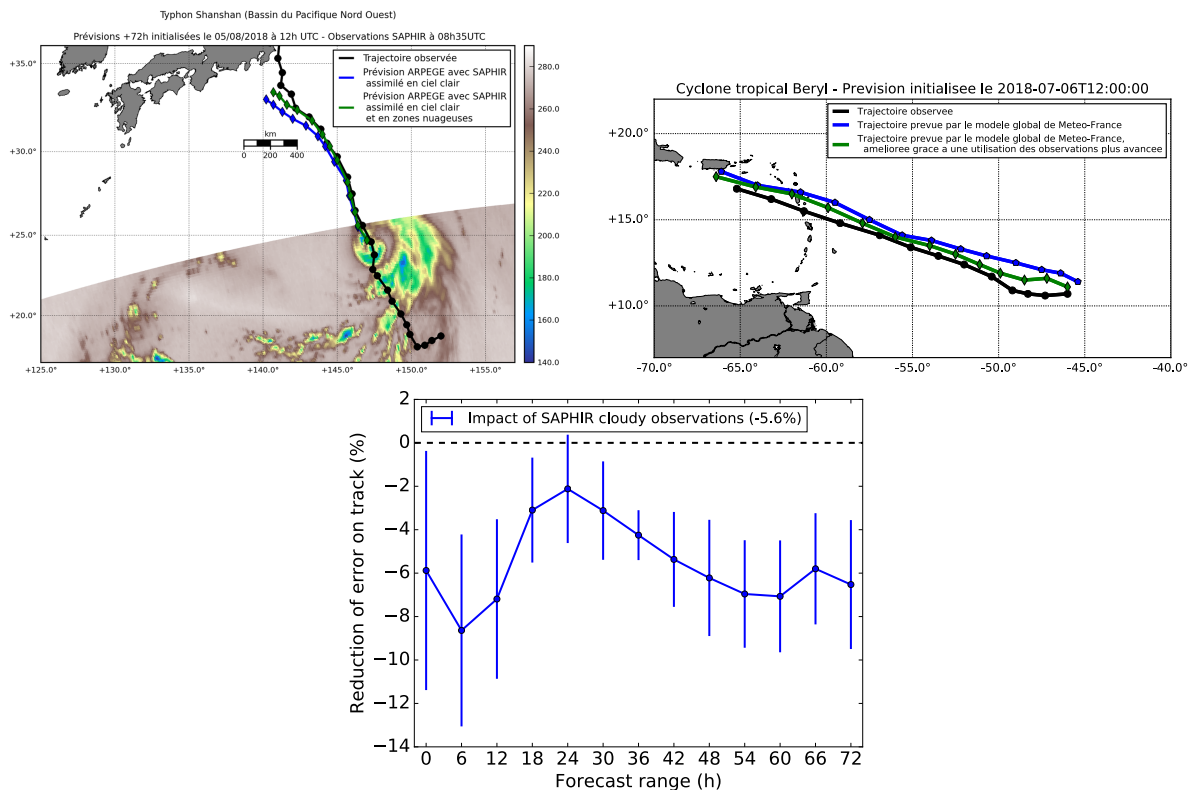 Typhon Shanshan (Bassin du Pacifique Nord Ouest)
Prévisions +72h initialisées le 05/08/2018 à 12h UTC - Observations SAPHIR à 08h35UTC
Trajectoire observée
Prévision ARPEGE avec SAPHIR
assimilé en ciel clair
Prévision ARPEGE avec SAPHIR
assimilé en ciel clair
et en zones nuageuses
km
0 200 400
+35.0°
+30.0°
+25.0°
+20.0°
+125.0° +130.0° +135.0° +140.0° +145.0° +150.0° +155.0°
280.0
260.0
240.0
220.0
200.0
180.0
160.0
140.0
Cyclone tropical Beryl - Prevision initialisee le 2018-07-06T12:00:00
Trajectoire observee
Trajectoire prevue par le modele global de Meteo-France
Trajectoire prevue par le modele global de Meteo-France,
amelioree grace a une utilisation des observations plus avancee
+20.0°
+15.0°
+10.0°
-70.0° -65.0° -60.0° -55.0° -50.0° -45.0° -40.0°
Impact of SAPHIR cloudy observations (-5.6%)
Reduction of error on track (%)
2
0
−2
−4
−6
−8
−10
−12
−14
0 6 12 18 24 30 36 42 48 54 60 66 72
Forecast range (h)